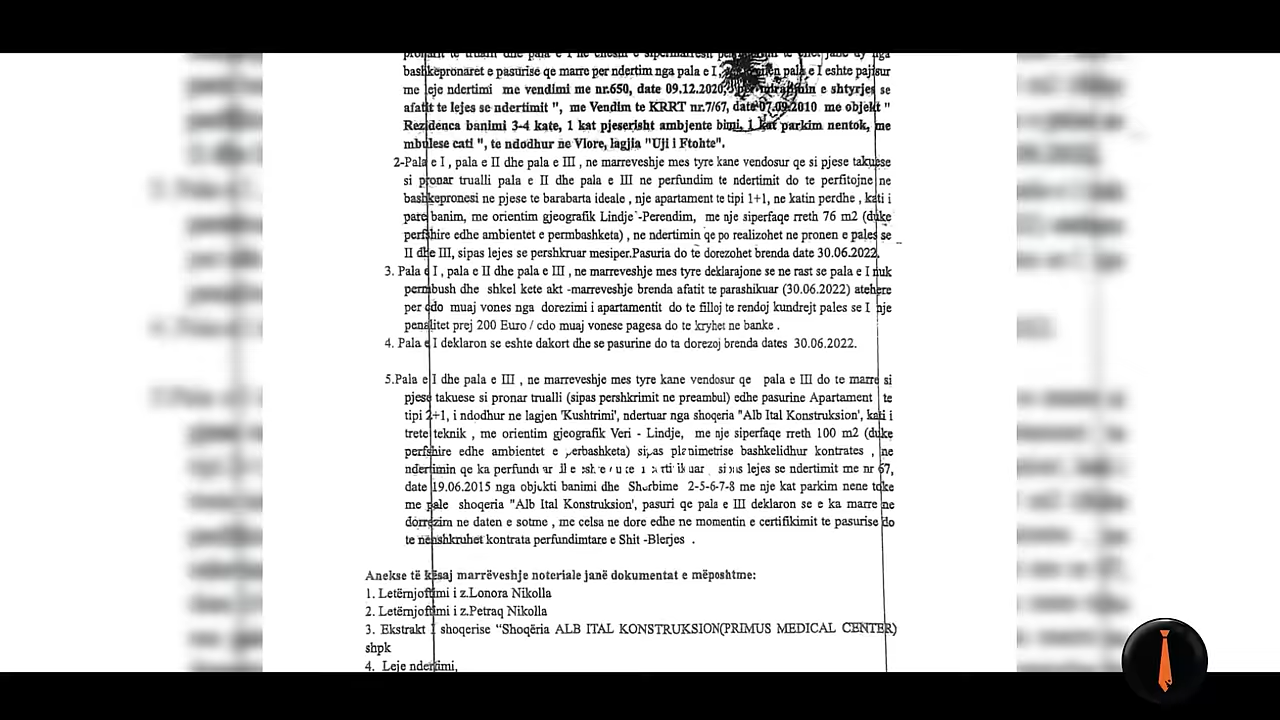 bashkepronaret e pasurise qe marre per ndertim nga pala e I, pala e I eshte pajisur
me leje ndertimi me vendimi me nr.650, date 09.12.2020, e shtyrjes se
afatit te lejes se ndertimit ", me Vendim te KRRT nr.7/67, date 07.09.2010 me objekt "
Rezidenca banimi 3-4 kate, 1 kat pjeserisht ambjente bimi, 1 kat parkim nentok, me
mbulese cati ", te ndodhur ne Vlore, lagjia "Uji i Ftohte".
2-Pala e I , pala e II dhe pala e III , ne marreveshje mes tyre kane vendosur qe si pjese takuese
si pronar trualli pala e II dhe pala e III ne perfundim te ndertimit do te perfitojne ne
bashkepronesi ne pjese te barabarta ideale , nje apartament te tipi 1+1, ne katin perdhe , kati i
pare banim, me orientim gjeografik Lindje -Perendim, me nje siperfaqe rreth 76 m2 (duke
perfshire edhe ambientet e permbashketa) , ne ndertimin qe po realizohet ne pronen e pales se
II dhe III, sipas lejes se pershkruar mesiper.Pasuria do te dorezohet brenda date 30.06.2022.
3. Pala e I , pala e II dhe pala e III , ne marreveshje mes tyre deklarajone se ne rast se pala e I nuk
permbush dhe shkel kete akt -marreveshje brenda afatit te parashikuar (30.06.2022) atehere
per cdo muaj vones nga dorezimi i apartamentit do te filloj te rendoj kundrejt pales se I nje
penalitet prej 200 Euro / cdo muaj vonese pagesa do te kryhet ne banke .
4. Pala e I deklaron se eshte dakort dhe se pasurine do ta dorezoj brenda dates 30.06.2022.
5.Pala e I dhe pala e III , ne marreveshje mes tyre kane vendosur qe pala e III do te marre si
pjese takuese si pronar trualli (sipas pershkrimit ne preambul) edhe pasurine Apartament te
tipi 2+1, i ndodhur ne lagjen 'Kushtrimi', ndertuar nga shoqeria "Alb Ital Konstruksion', kati i
trete teknik , me orientim gjeografik Veri - Lindje, me nje siperfaqe rreth 100 m2 (duke
perfshire edhe ambientet e perbashketa) sipas planimetrise bashkelidhur kontrates , ne
ndertimin qe ka perfunduar lejes se ndertimit me nr 67,
date 19.06.2015 nga objekti banimi dhe Sherbime 2-5-6-7-8 me nje kat parkim nene toke
me pale shoqeria "Alb Ital Konstruksion', pasuri qe pala e III deklaron se e ka marre ne
dorrezim ne daten e sotme , me celsa ne dore edhe ne momentin e certifikimit te pasurise do
te nenshkruhet kontrata perfundimtare e Shit -Blerjes .
Anekse të kësaj marrëveshje noteriale janë dokumentat e mëposhtme:
1. Letërnjoftimi i z.Lonora Nikolla
2. Letërnjoftimi i z.Petraq Nikolla
3. Ekstrakt i shoqerise "Shoqëria ALB ITAL KONSTRUKSION(PRIMUS MEDICAL CENTER)
shpk
4. Leje ndertimi,